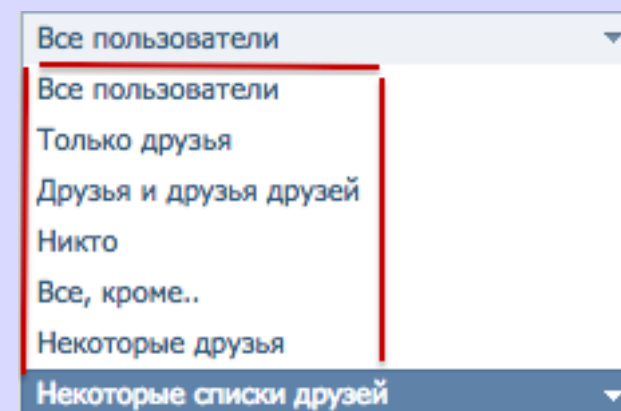 Все пользователи
Все пользователи
Только друзья
Друзья и друзья друзей
Никто
Все, кроме..
Некоторые друзья
Некоторые списки друзей